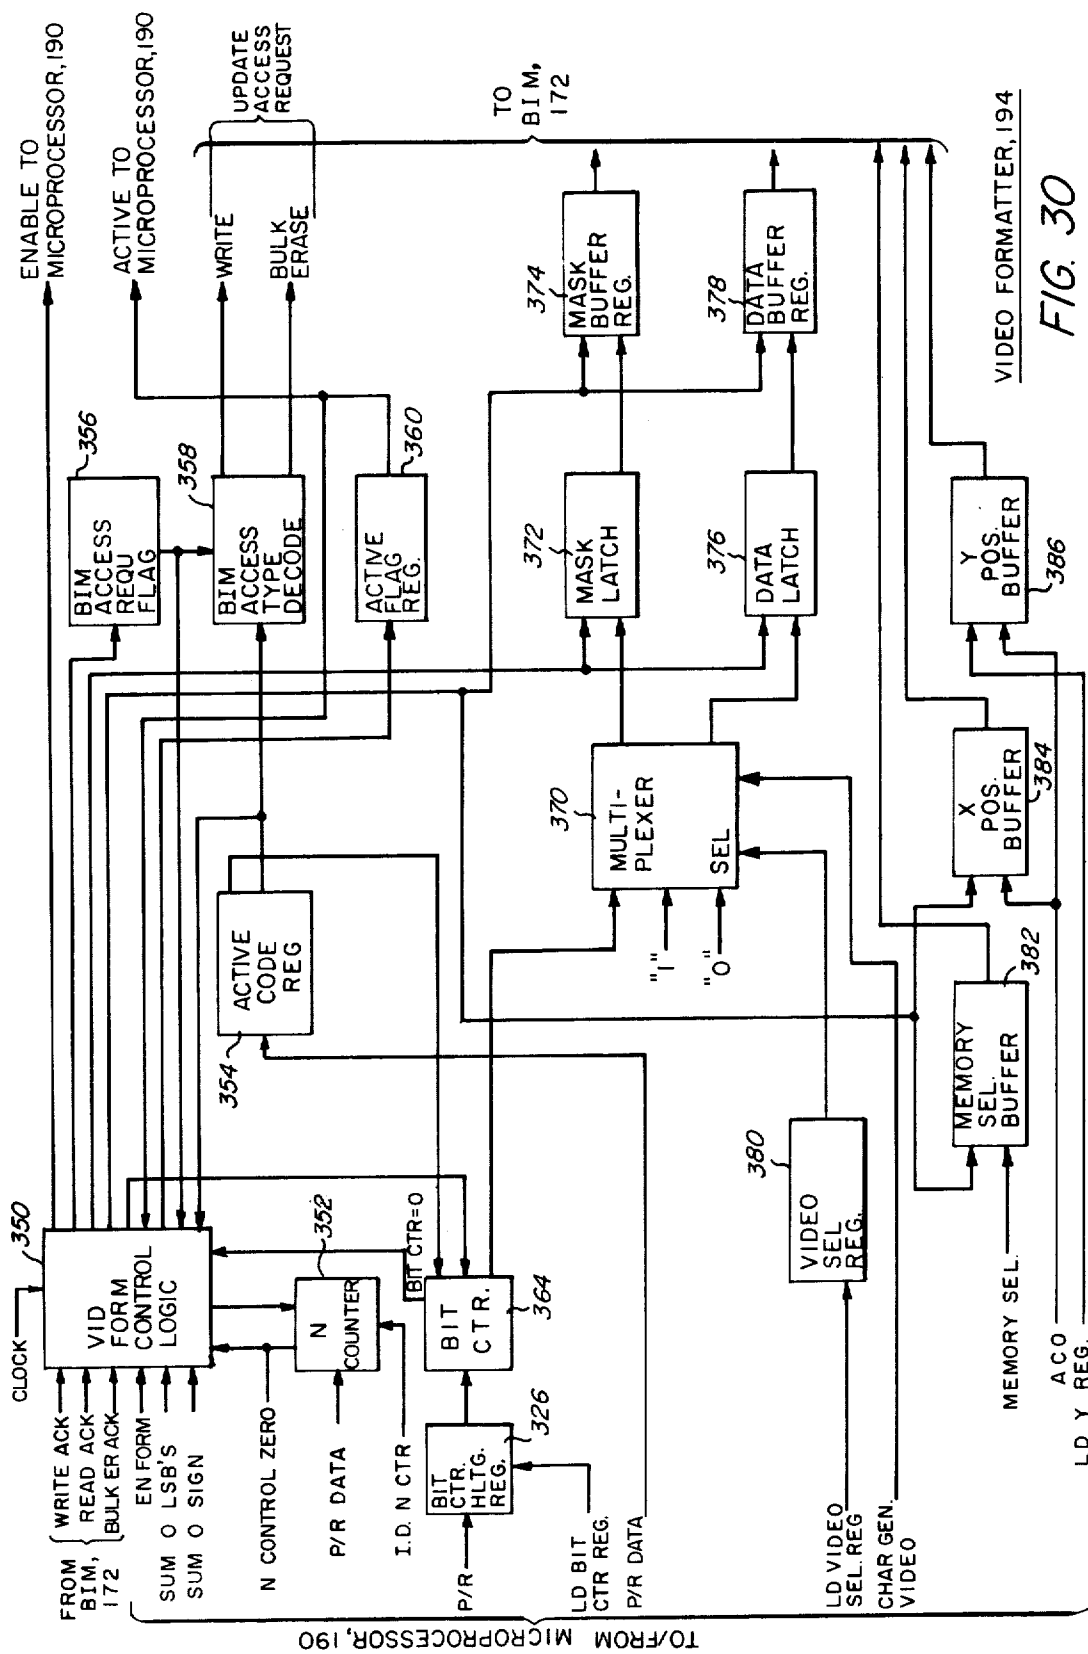 CLOCK
350
VID
FORM
CONTROL
LOGIC
FROM
BIM,
172
WRITE ACK
READ ACK
BULK ER ACK
EN FORM
SUM O LSB'S
SUM O SIGN
N CONTROL ZERO
P/R DATA
I.D. N CTR
352
N
COUNTER
BIT CTR=0
BIT
CTR.
364
BIT
CTR.
HLTG.
REG.
326
P/R
LD BIT
CTR REG.
P/R DATA
354
ACTIVE
CODE
REG
356
BIM
ACCESS
REQU
FLAG
358
BIM
ACCESS
TYPE
DECODE
360
ACTIVE
FLAG
REG.
ENABLE TO
MICROPROCESSOR,190
ACTIVE TO
MICROPROCESSOR,190
WRITE
BULK
ERASE
UPDATE
ACCESS
REQUEST
TO
BIM,
172
370
MULTI-
PLEXER
SEL
"1"
"0"
372
MASK
LATCH
374
MASK
BUFFER
REG.
376
DATA
LATCH
378
DATA
BUFFER
REG.
380
VIDEO
SEL
REG.
LD VIDEO
SEL.REG
CHAR GEN.
VIDEO
MEMORY
SEL.
BUFFER
382
MEMORY SEL.
X
POS.
BUFFER
384
Y
POS.
BUFFER
386
ACO
LD Y REG.
TO/FROM MICROPROCESSOR,190
VIDEO FORMATTER,194
FIG. 30